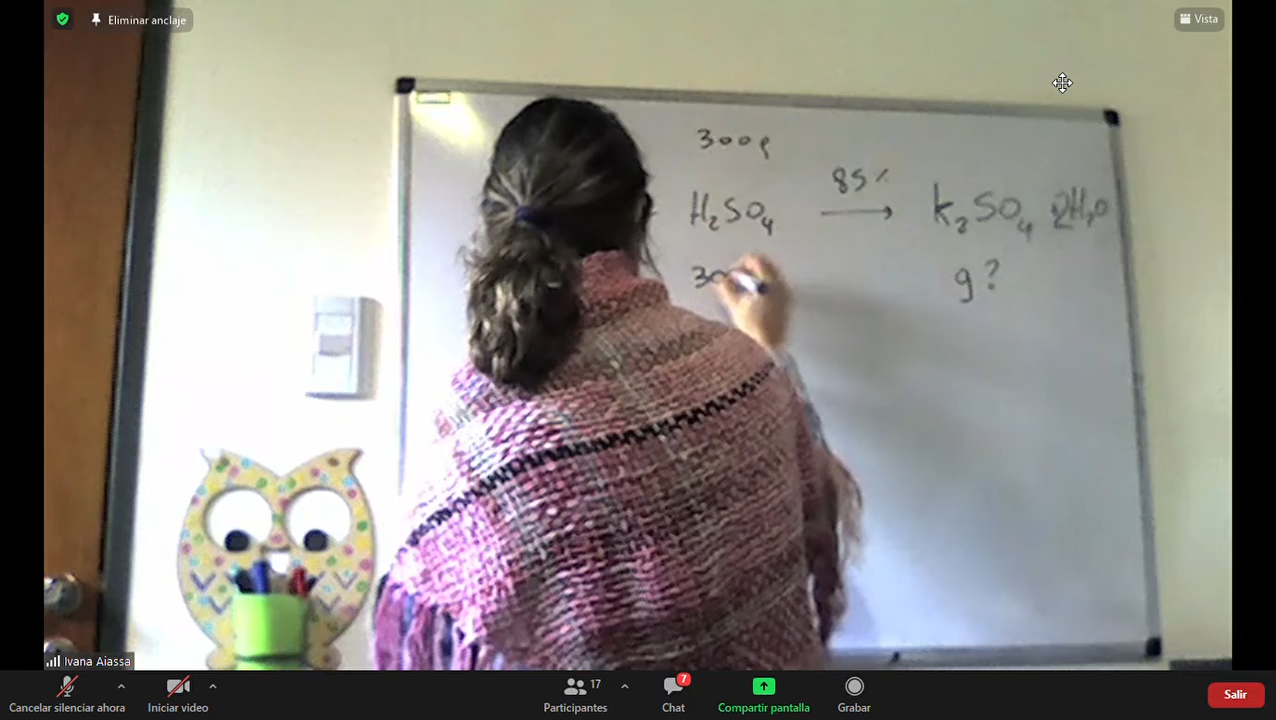 Eliminar anclaje
Vista
300g
85%
H₂SO₄ → K₂SO₄ 2H₂O
30
g?
Ivana Aiassa
Cancelar silenciar ahora
Iniciar video
17
Participantes
7
Chat
Compartir pantalla
Grabar
Salir